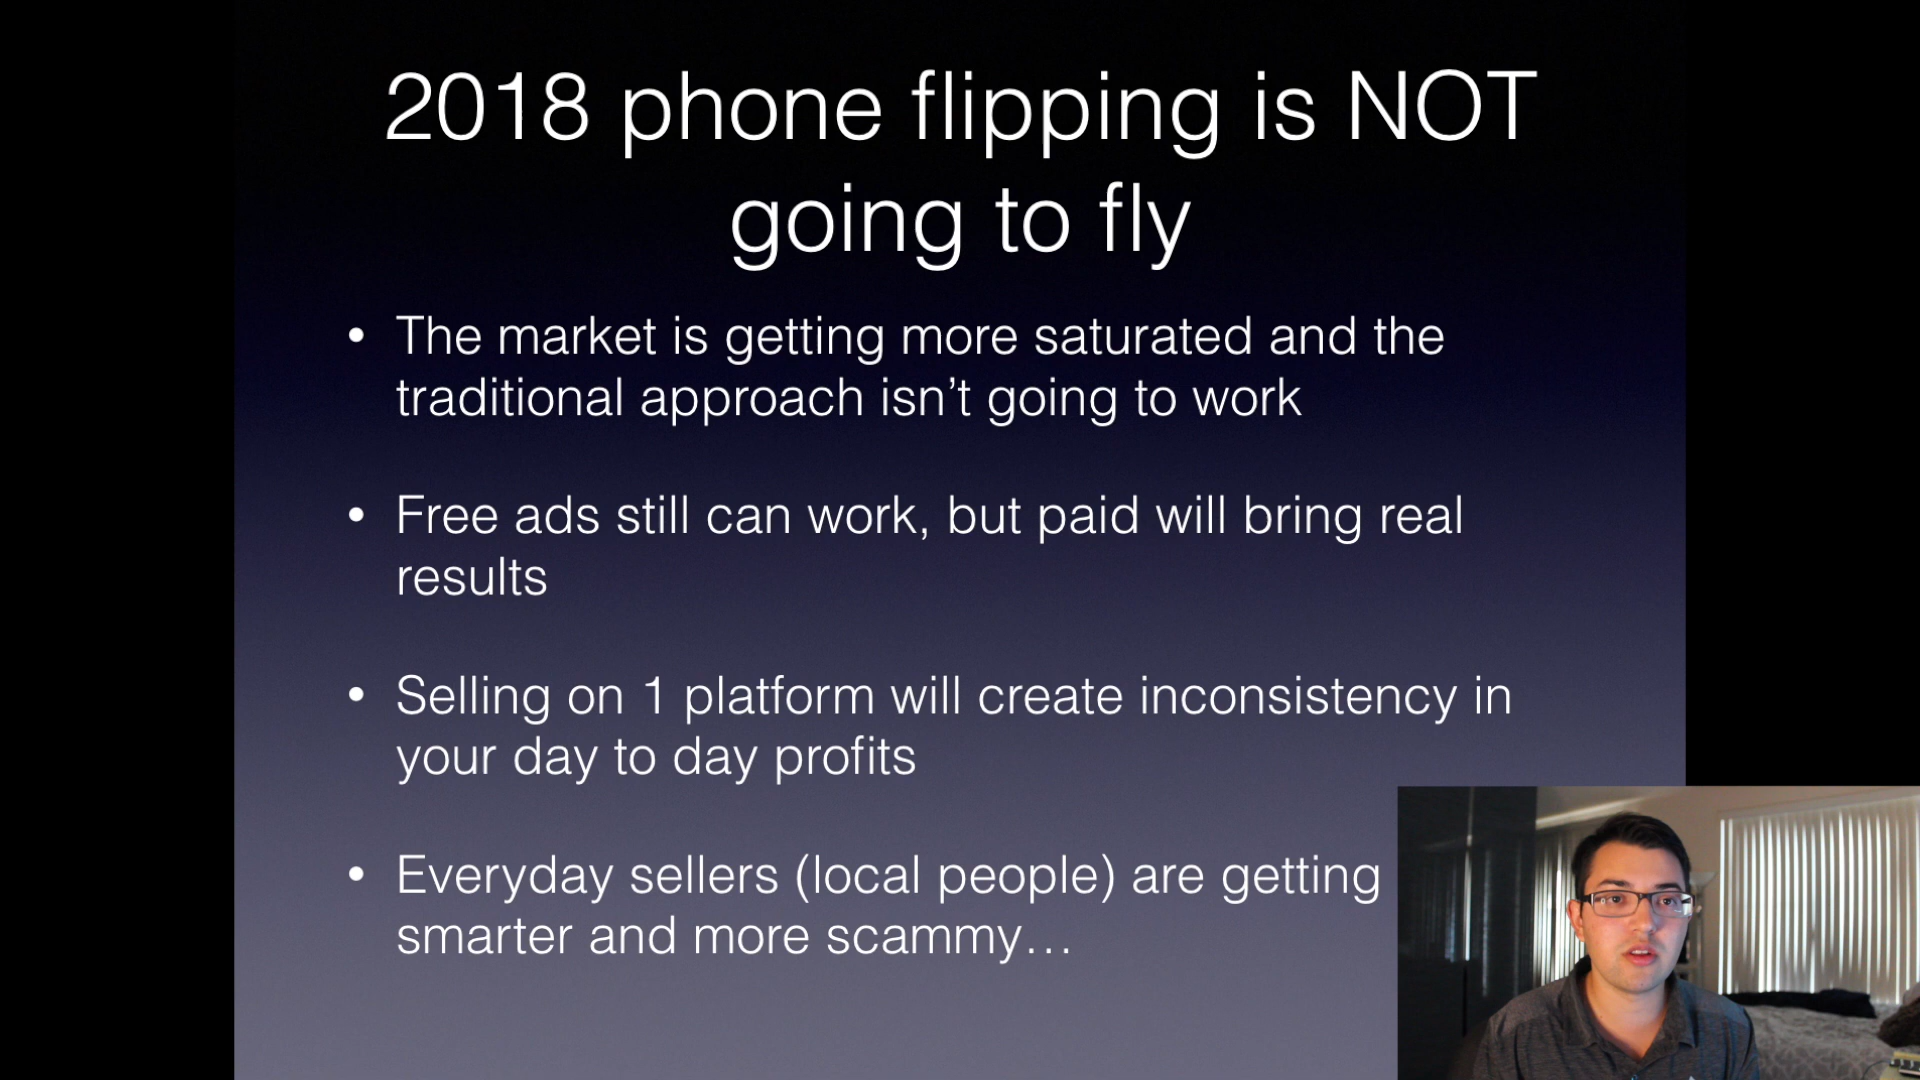 2018 phone flipping is NOT
going to fly
• The market is getting more saturated and the
traditional approach isn’t going to work
• Free ads still can work, but paid will bring real
results
• Selling on 1 platform will create inconsistency in
your day to day profits
• Everyday sellers (local people) are getting
smarter and more scammy…